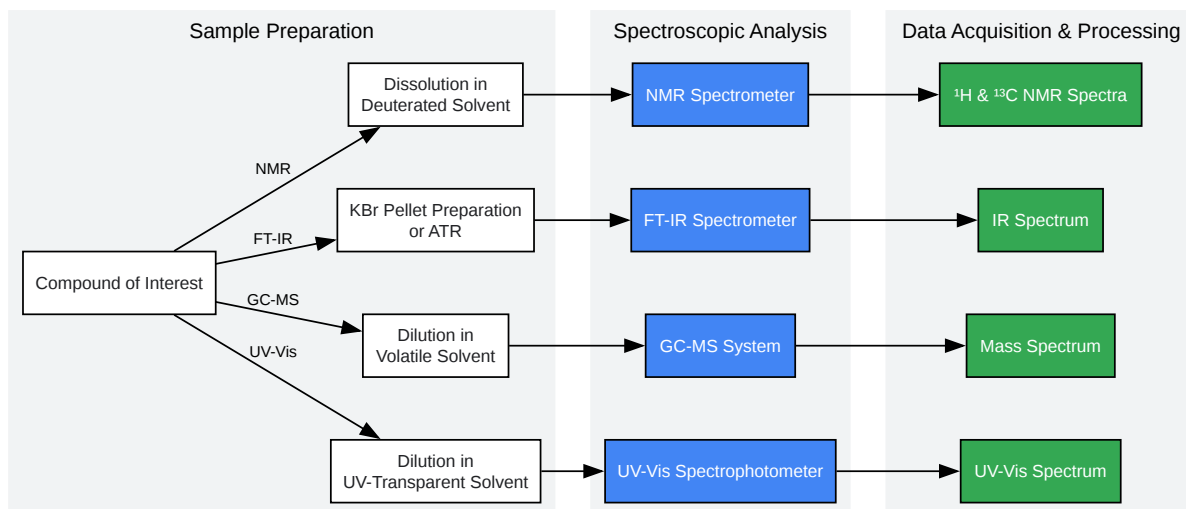 Sample Preparation
Spectroscopic Analysis
Data Acquisition & Processing
Dissolution in
Deuterated Solvent
NMR Spectrometer
¹H & ¹³C NMR Spectra
NMR
KBr Pellet Preparation
or ATR
FT-IR Spectrometer
IR Spectrum
FT-IR
Compound of Interest
GC-MS
Dilution in
Volatile Solvent
GC-MS System
Mass Spectrum
UV-Vis
Dilution in
UV-Transparent Solvent
UV-Vis Spectrophotometer
UV-Vis Spectrum